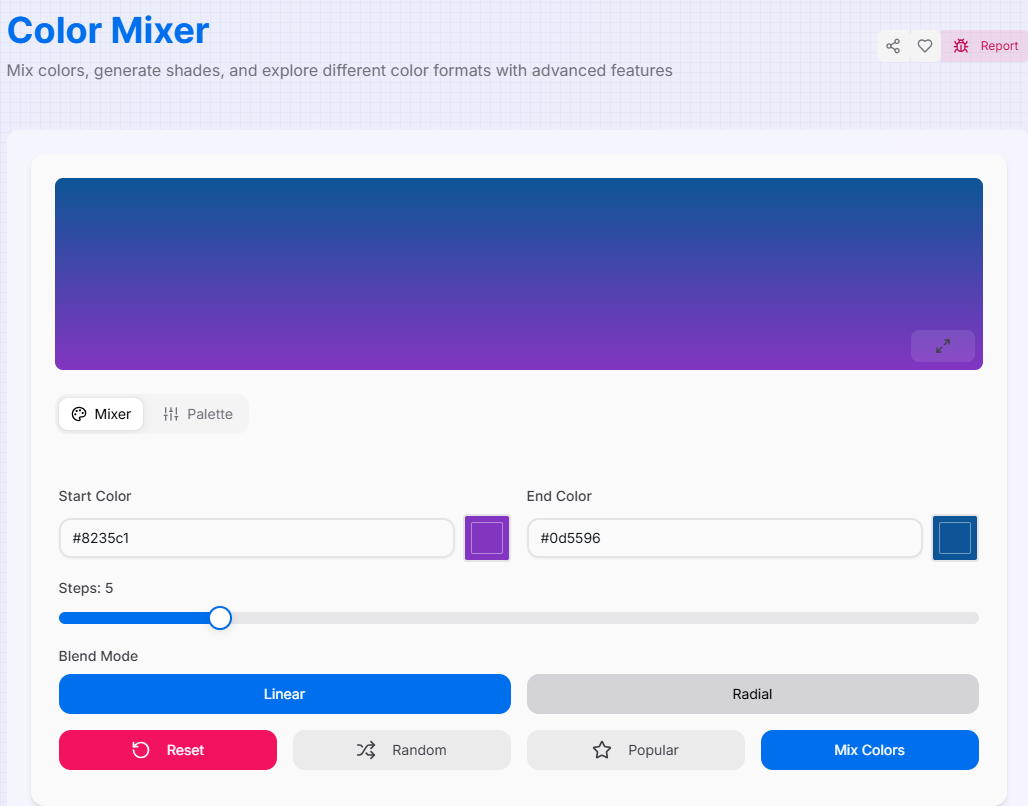 Color Mixer
Mix colors, generate shades, and explore different color formats with advanced features
Report
Mixer
Palette
Start Color
End Color
#8235c1
#0d5596
Steps: 5
Blend Mode
Linear
Radial
Reset
Random
Popular
Mix Colors